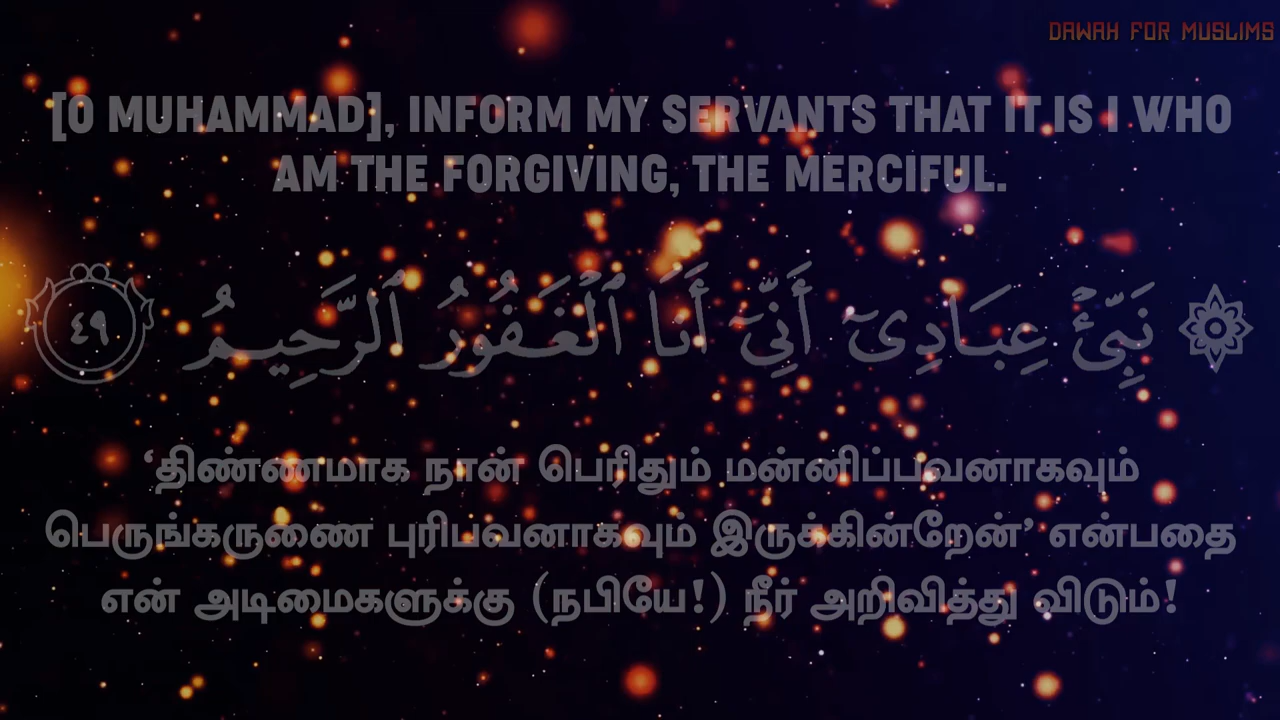 DAWAH FOR MUSLIMS
[O MUHAMMAD], INFORM MY SERVANTS THAT IT IS I WHO
AM THE FORGIVING, THE MERCIFUL.
۞ نَبِّئْ عِبَادِىٓ أَنِّىٓ أَنَا ٱلْغَفُورُ ٱلرَّحِيمُ ٤٩
‘திண்ணமாக நான் பெரிதும் மன்னிப்பவனாகவும்
பெருங்கருணை புரிபவனாகவும் இருக்கின்றேன்’ என்பதை
என் அடிமைகளுக்கு (நபியே!) நீர் அறிவித்து விடும்!